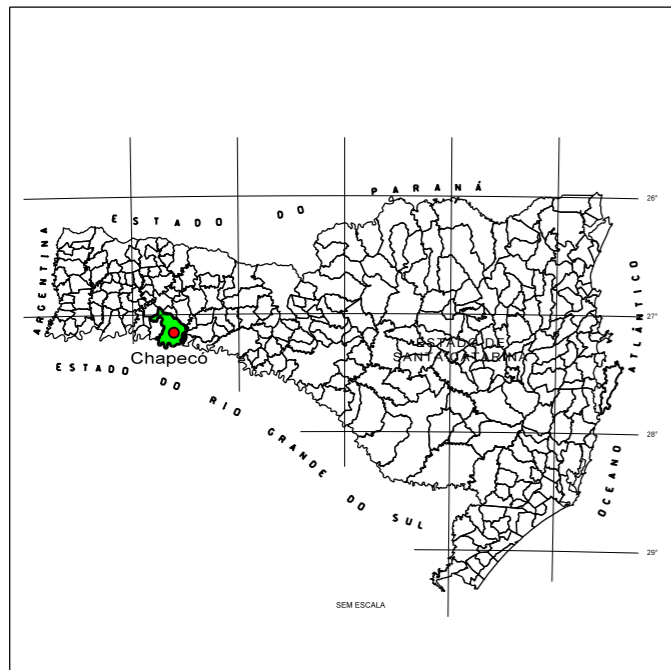 ESTADO DO PARANÁ
26°
ARGENTINA
OCEANO ATLÂNTICO
27°
ESTADO DE
SANTA CATARINA
Chapecó
ESTADO DO RIO GRANDE DO SUL
28°
29°
SEM ESCALA